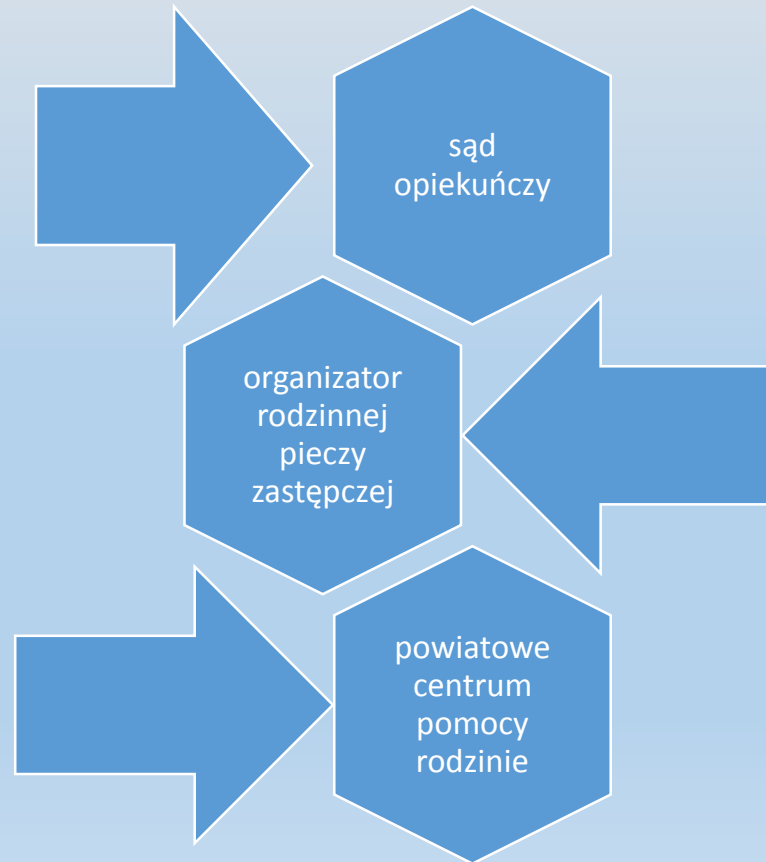 sąd
opiekuńczy
organizator
rodzinnej
pieczy
zastępczej
powiatowe
centrum
pomocy
rodzinie